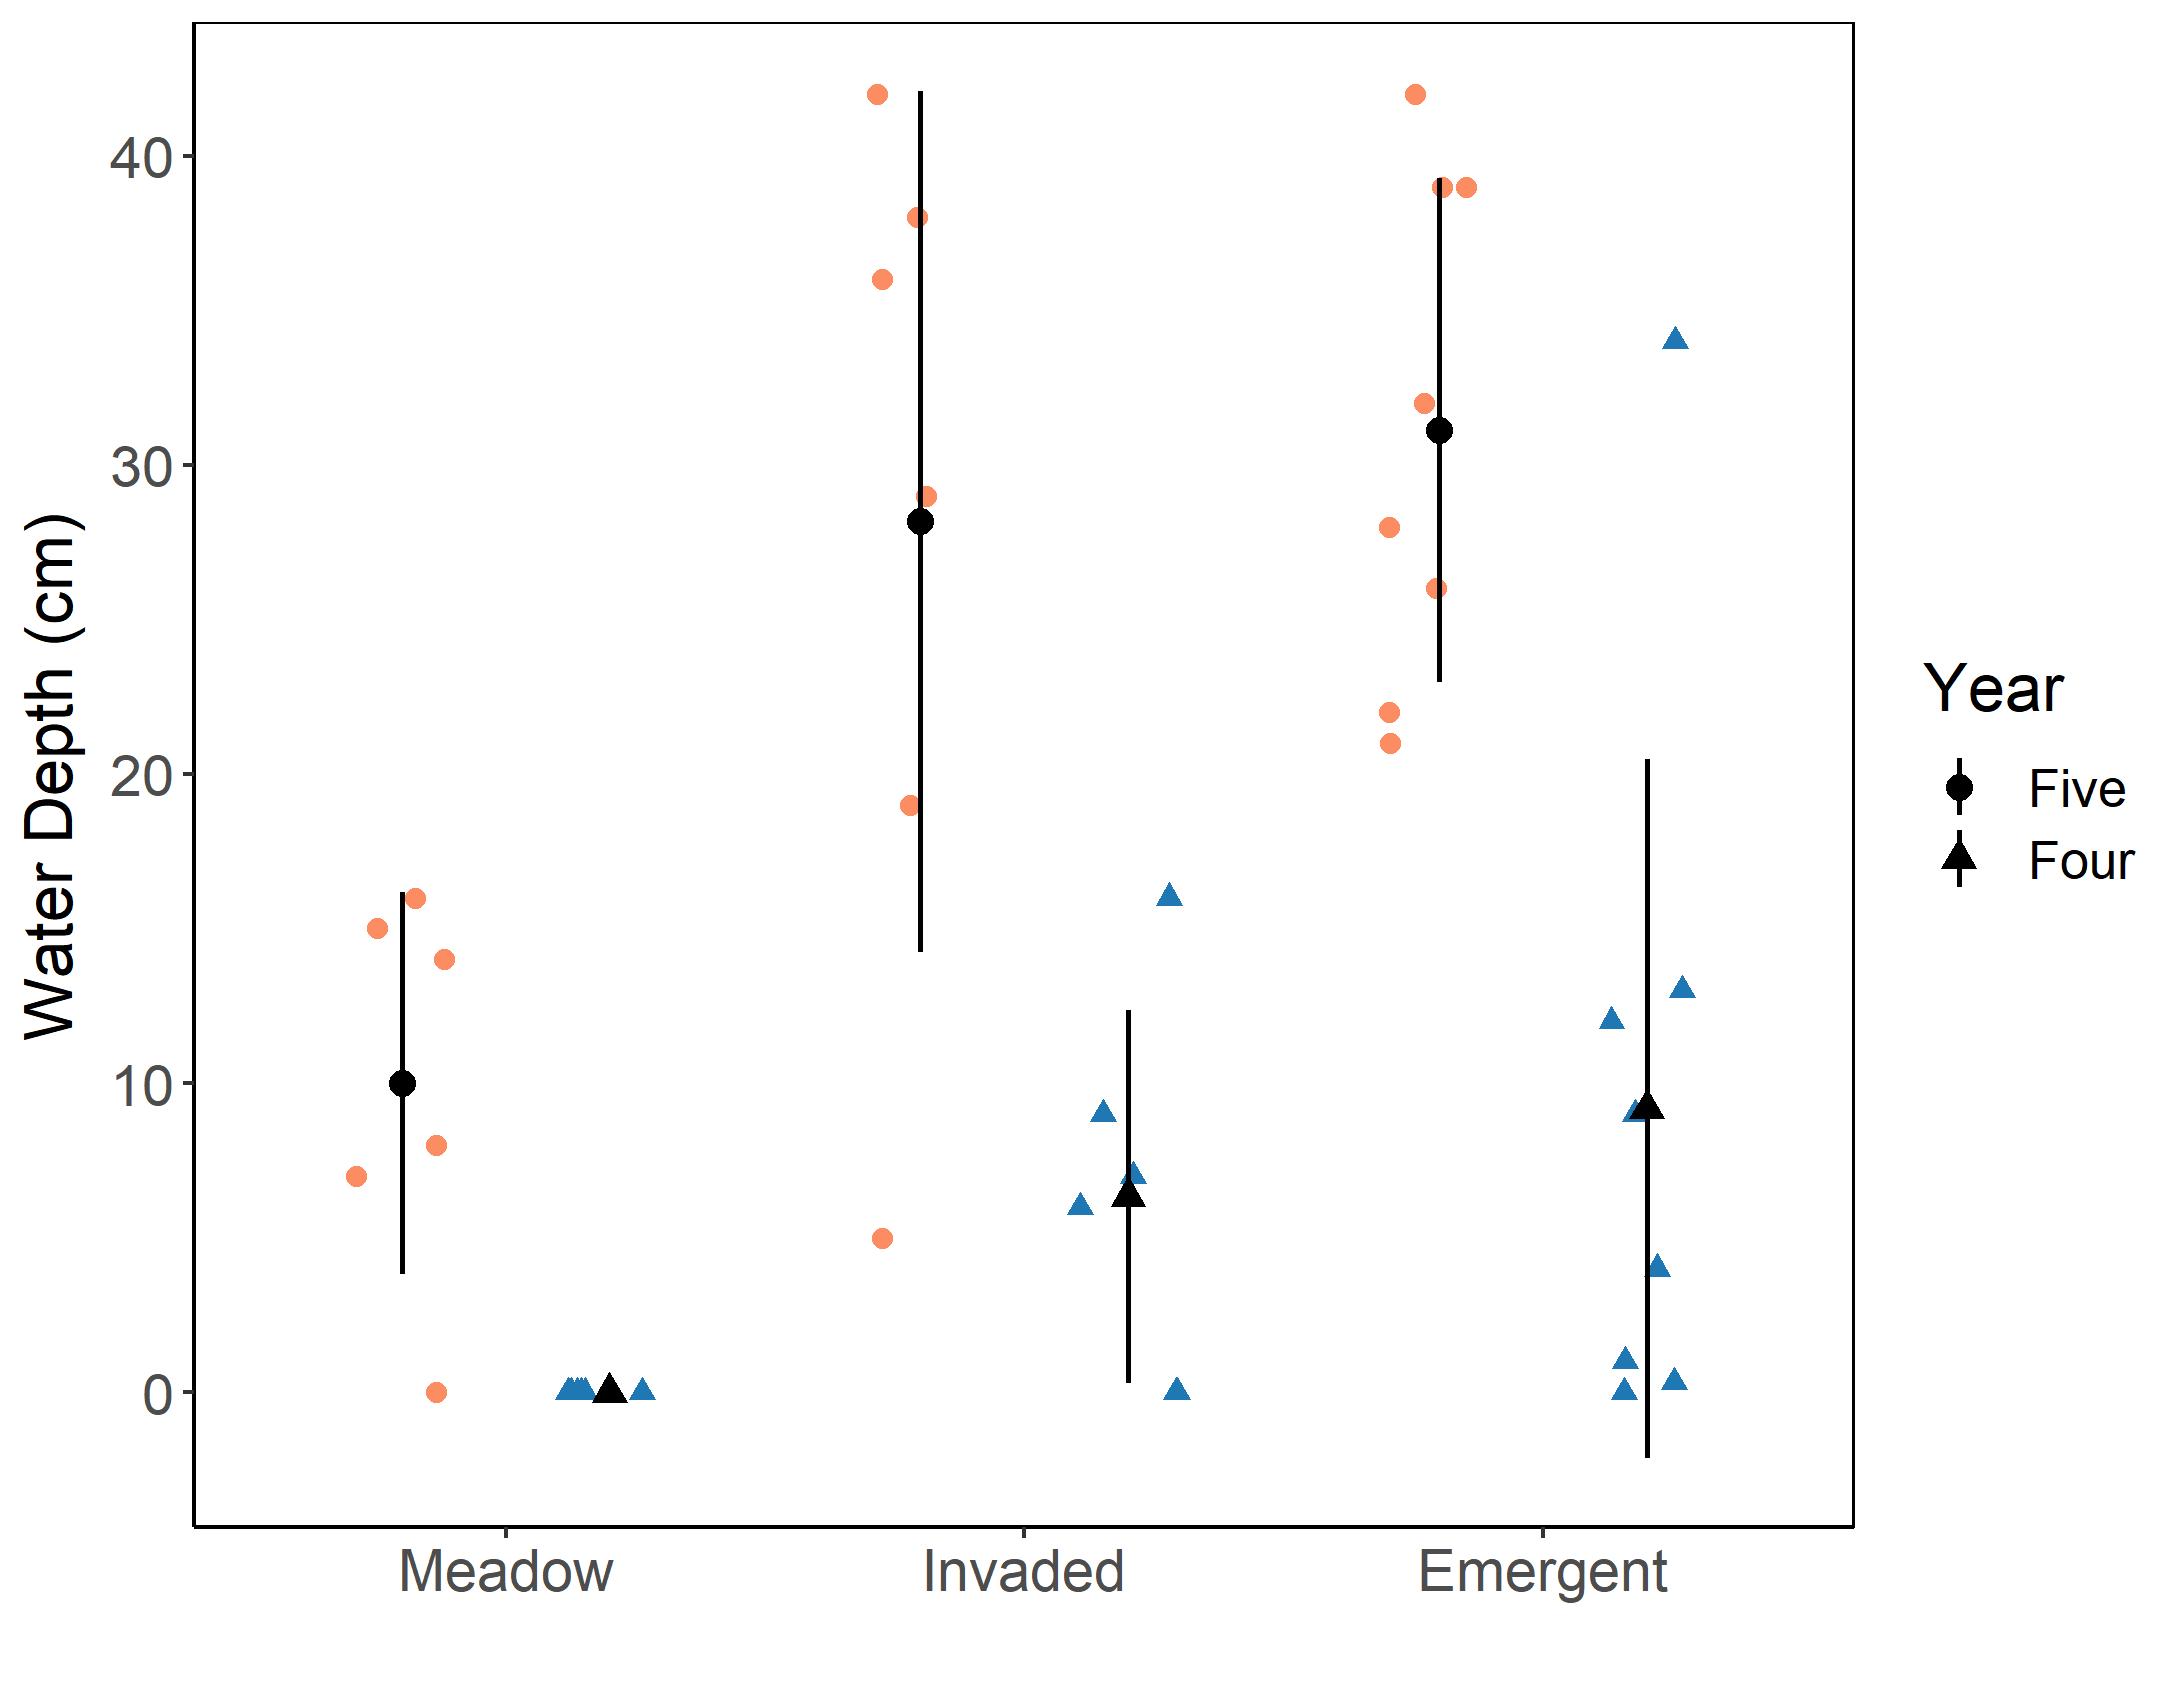 Water Depth (cm)
40
30
20
10
0
Meadow Invaded Emergent
Year
Five
Four